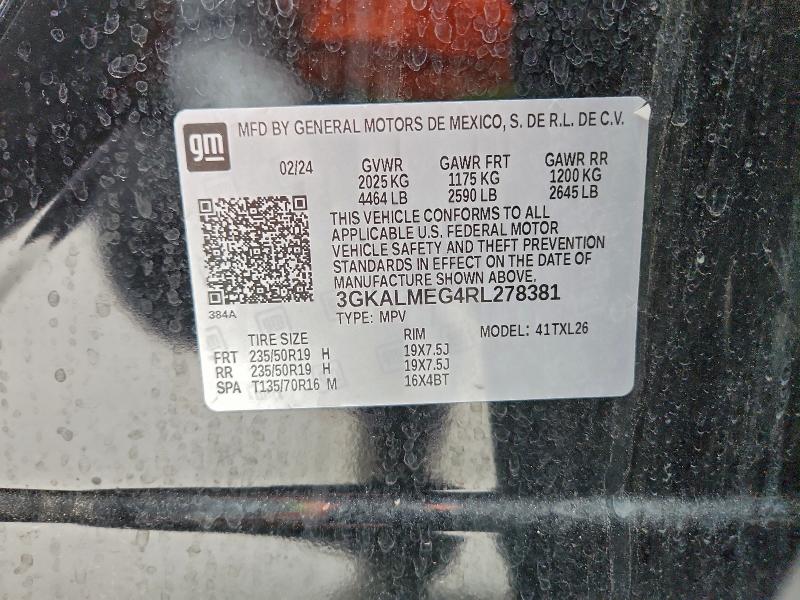 gm MFD BY GENERAL MOTORS DE MEXICO, S. DE R.L. DE C.V.
02/24 GVWR GAWR FRT GAWR RR
2025 KG 1175 KG 1200 KG
4464 LB 2590 LB 2645 LB
THIS VEHICLE CONFORMS TO ALL
APPLICABLE U.S. FEDERAL MOTOR
VEHICLE SAFETY AND THEFT PREVENTION
STANDARDS IN EFFECT ON THE DATE OF
MANUFACTURE SHOWN ABOVE.
3GKALMEG4RL278381
384A
TYPE: MPV MODEL: 41TXL26
TIRE SIZE RIM
FRT 235/50R19 H 19X7.5J
RR 235/50R19 H 19X7.5J
SPA T135/70R16 M 16X4BT